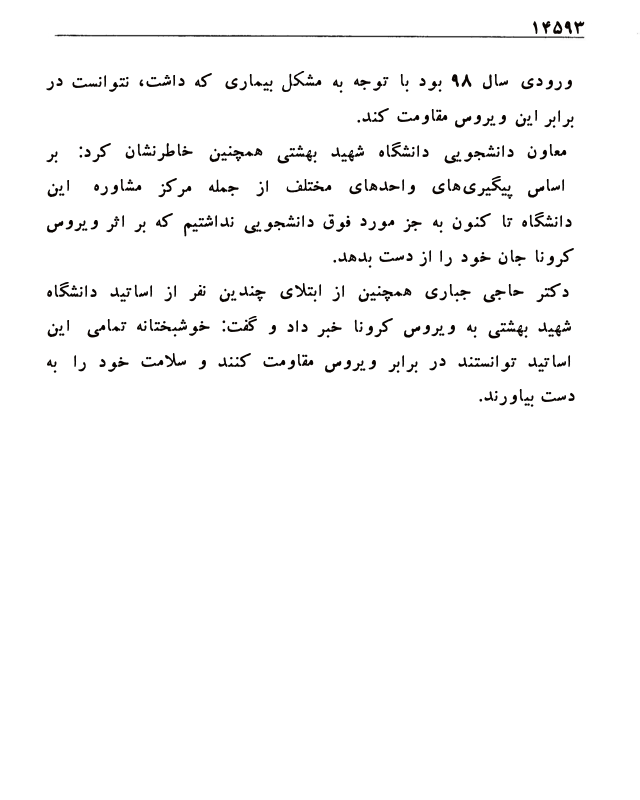 ۱۴۵۹۳
ورودی سال ۹۸ بود با توجه به مشکل بیماری که داشت، نتوانست در
برابر این ویروس مقاومت کند.
معاون دانشجویی دانشگاه شهید بهشتی همچنین خاطرنشان کرد: بر
اساس پیگیری‌های واحدهای مختلف از جمله مرکز مشاوره این
دانشگاه تا کنون به جز مورد فوق دانشجویی نداشتیم که بر اثر ویروس
کرونا جان خود را از دست بدهد.
دکتر حاجی جباری همچنین از ابتلای چندین نفر از اساتید دانشگاه
شهید بهشتی به ویروس کرونا خبر داد و گفت: خوشبختانه تمامی این
اساتید توانستند در برابر ویروس مقاومت کنند و سلامت خود را به
دست بیاورند.